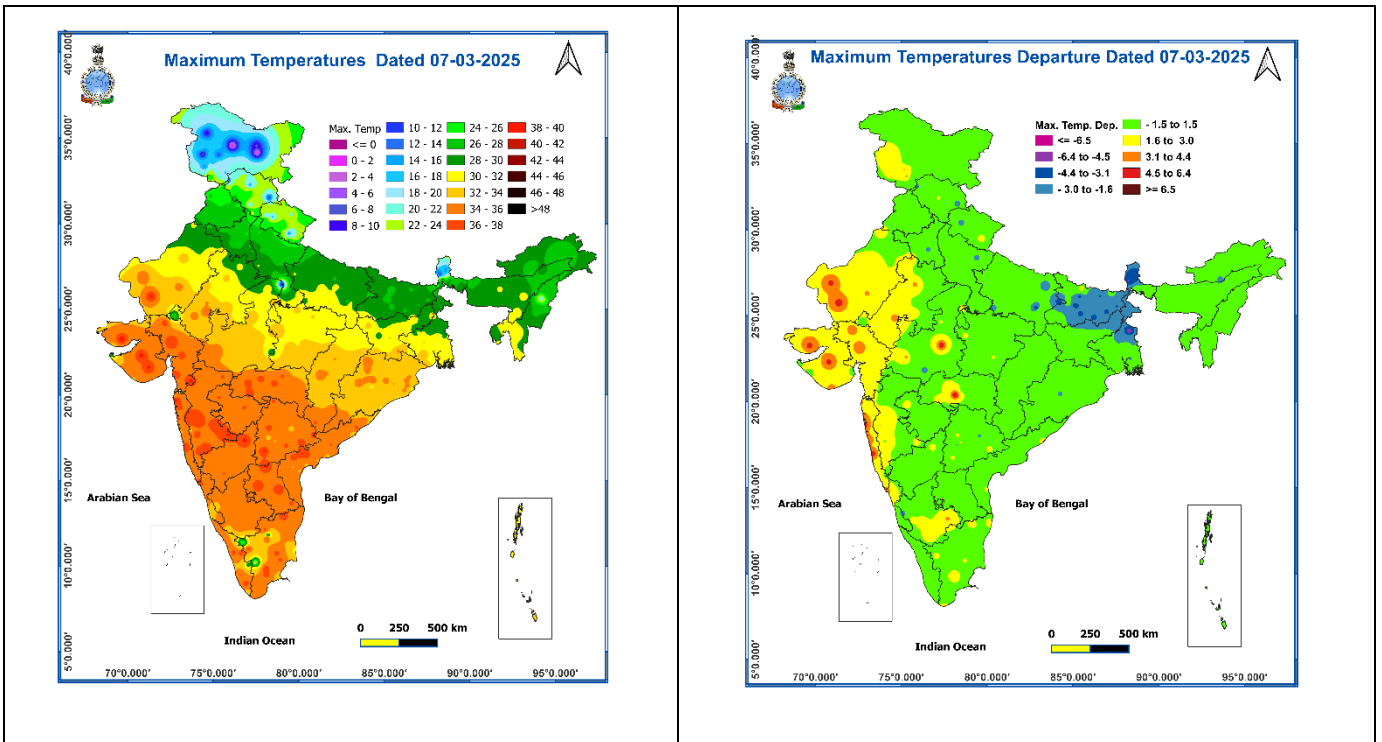 Maximum Temperatures Dated 07-03-2025
Max. Temp
<= 0
0 - 2
2 - 4
4 - 6
6 - 8
8 - 10
10 - 12
12 - 14
14 - 16
16 - 18
18 - 20
20 - 22
22 - 24
24 - 26
26 - 28
28 - 30
30 - 32
32 - 34
34 - 36
36 - 38
38 - 40
40 - 42
42 - 44
44 - 46
46 - 48
>48
40°0.000'
35°0.000'
30°0.000'
25°0.000'
20°0.000'
15°0.000'
10°0.000'
5°0.000'
Arabian Sea
Bay of Bengal
Indian Ocean
0 250 500 km
70°0.000' 75°0.000' 80°0.000' 85°0.000' 90°0.000' 95°0.000'
Maximum Temperatures Departure Dated 07-03-2025
Max. Temp. Dep.
<= -6.5
-6.4 to -4.5
-4.4 to -3.1
- 3.0 to -1.6
- 1.5 to 1.5
1.6 to 3.0
3.1 to 4.4
4.5 to 6.4
>= 6.5
40°0.000'
35°0.000'
30°0.000'
25°0.000'
20°0.000'
15°0.000'
10°0.000'
5°0.000'
Arabian Sea
Bay of Bengal
Indian Ocean
0 250 500 km
70°0.000' 75°0.000' 80°0.000' 85°0.000' 90°0.000' 95°0.000'